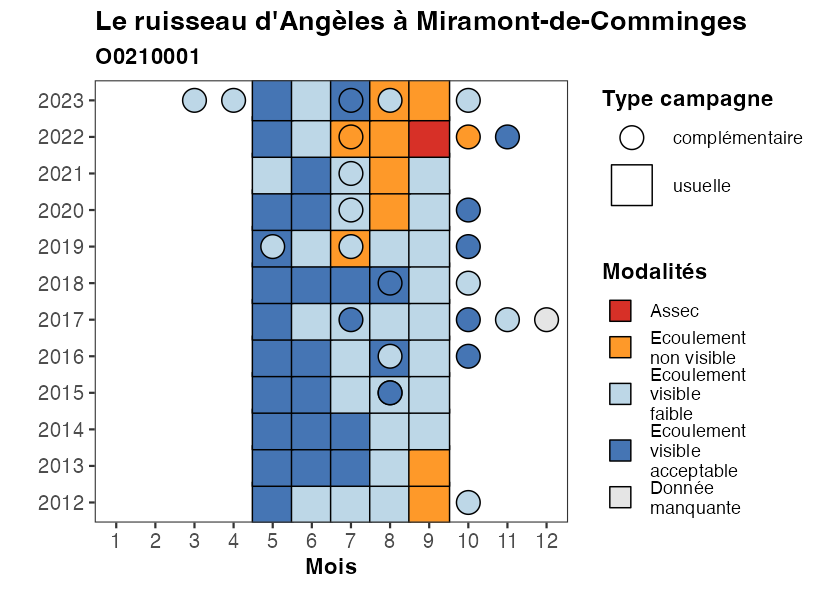 Le ruisseau d'Angèles à Miramont-de-Comminges
O0210001
2023
2022
2021
2020
2019
2018
2017
2016
2015
2014
2013
2012
1 2 3 4 5 6 7 8 9 10 11 12
Mois
Type campagne
complémentaire
usuelle
Modalités
Assec
Ecoulement
non visible
Ecoulement
visible
faible
Ecoulement
visible
acceptable
Donnée
manquante